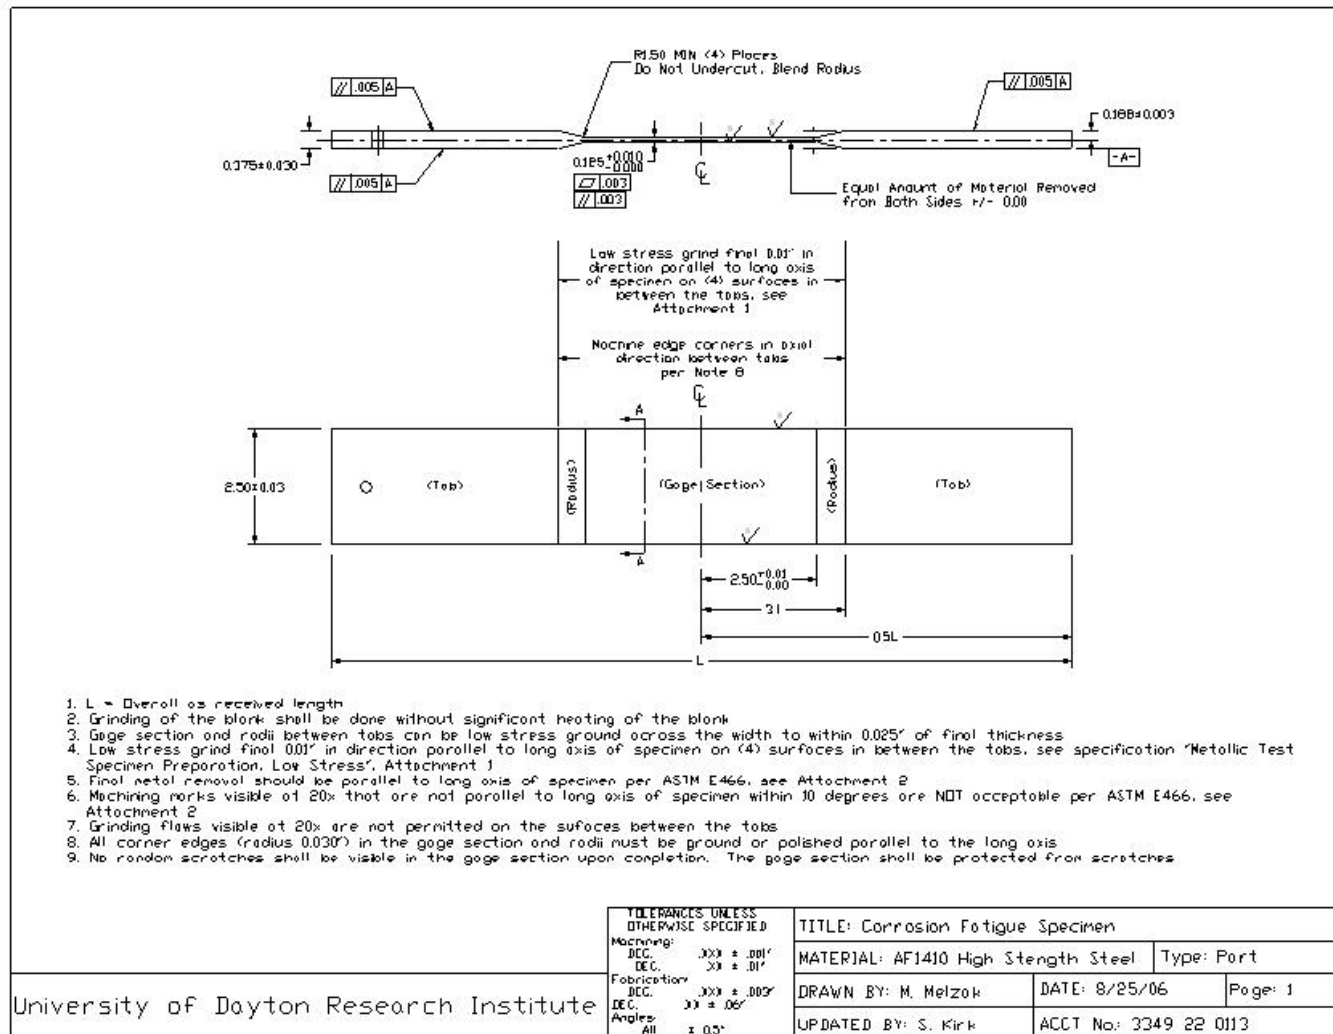 R1.50 MIN (4) Places
Do Not Undercut, Blend Radius
// .005 A
// .005 A
0.188±0.003
0.375±0.030
0.125 +0.010 -0.000
-A-
// .005 A
.003
// .003
℄
Equal Amount of Material Removed
from Both Sides +/- 0.00
Low stress grind final 0.01" in
direction parallel to long axis
of specimen on (4) surfaces in
between the tabs, see
Attachment 1
Machine edge corners in axial
direction between tabs
per Note 8
℄
A
2.50±0.03
(Tab)
(Radius)
(Gage Section)
(Radius)
(Tab)
A
2.50 +0.01 -0.00
3.1
0.5L
L
1. L = Overall as received length
2. Grinding of the blank shall be done without significant heating of the blank
3. Gage section and radii between tabs can be low stress ground across the width to within 0.025" of final thickness
4. Low stress grind final 0.01" in direction parallel to long axis of specimen on (4) surfaces in between the tabs, see specification "Metallic Test
Specimen Preparation, Low Stress", Attachment 1
5. Final metal removal should be parallel to long axis of specimen per ASTM E466, see Attachment 2
6. Machining marks visible at 20x that are not parallel to long axis of specimen within 10 degrees are NOT acceptable per ASTM E466, see
Attachment 2
7. Grinding flaws visible at 20x are not permitted on the sufaces between the tabs
8. All corner edges (radius 0.030") in the gage section and radii must be ground or polished parallel to the long axis
9. No random scratches shall be visible in the gage section upon completion. The gage section shall be protected from scratches
TOLERANCES UNLESS
OTHERWISE SPECIFIED
Machining:
DEC. .XXX ± .001"
DEC. .XX ± .01"
Fabrication:
DEC. .XXX ± .003"
DEC. .XX ± .06"
Angles
All ± 0.5°
TITLE: Corrosion Fatigue Specimen
MATERIAL: AF1410 High Stength Steel
Type: Part
DRAWN BY: M. Melzak
DATE: 8/25/06
Page: 1
University of Dayton Research Institute
UPDATED BY: S. Kirk
ACCT No.: 3349 22 0113